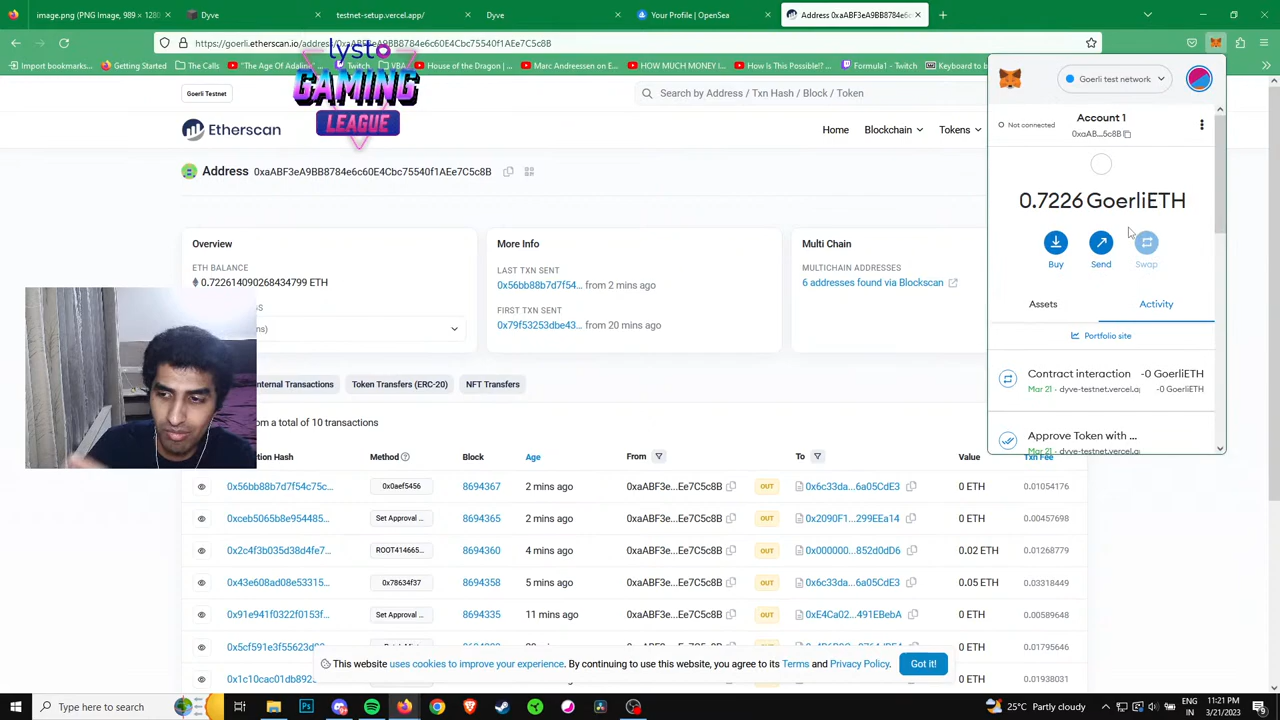 image.png (PNG Image, 989 × 1280
Dyve
testnet-setup.vercel.app/
Dyve
Your Profile | OpenSea
Address 0xaABF3eA9BB8784e6c6
https://goerli.etherscan.io/address/0xaABF3eA9BB8784e6c60E4Cbc75540f1AEe7C5c8B
Import bookmarks...
Getting Started
The Calls
"The Age Of Adaline
Twitch
VBA
Trader
Marc Andreessen on
HOW MUCH MONEY I
How Is This Possible?!
Formula1 - Twitch
Keyboard to
lysto
GAMING
LEAGUE
Goerli Testnet
Search by Address / Txn Hash / Block / Token
Etherscan
Home
Blockchain
Tokens
Address 0xaABF3eA9BB8784e6c60E4Cbc75540f1AEe7C5c8B
Overview
ETH BALANCE
0.722614090268434799 ETH
More Info
LAST TXN SENT
0x56bb88b7d7f54... from 2 mins ago
FIRST TXN SENT
0x79f53253dbe43... from 20 mins ago
Multi Chain
MULTICHAIN ADDRESSES
6 addresses found via Blockscan
Internal Transactions
Token Transfers (ERC-20)
NFT Transfers
from a total of 10 transactions
Hash
Method
Block
Age
From
To
Value
Txn Fee
0x56bb88b7d7f54c75c... 0x0aef5456 8694367 2 mins ago 0xaABF3e...Ee7C5c8B OUT 0x6c33da...6a05CdE3 0 ETH 0.01054176
0xceb5065b8e954485... Set Approval ... 8694365 2 mins ago 0xaABF3e...Ee7C5c8B OUT 0x2090F1...299EEa14 0 ETH 0.00457698
0x2c4f3b035d38d4fe7... ROOT414665... 8694360 4 mins ago 0xaABF3e...Ee7C5c8B OUT 0x000000...852d0dD6 0.02 ETH 0.01268779
0x43e608ad08e53315... 0x78634f37 8694358 5 mins ago 0xaABF3e...Ee7C5c8B OUT 0x6c33da...6a05CdE3 0.05 ETH 0.03318449
0x91e941f0322f0153f... Set Approval ... 8694335 11 mins ago 0xaABF3e...Ee7C5c8B OUT 0xE4Ca02...491EBebA 0 ETH 0.00589648
0 ETH 0.01795646
0 ETH 0.01938031
This website uses cookies to improve your experience. By continuing to use this website, you agree to its Terms and Privacy Policy.
Got it!
Goerli test network
Not connected
Account 1
0xaAB...5c8B
0.7226 GoerliETH
Buy
Send
Swap
Assets
Activity
Portfolio site
Contract interaction -0 GoerliETH
Mar 21 · dyve-testnet.vercel.a -0 GoerliETH
Approve Token with ...
Mar 21 · dyve-testnet.vercel.a
Type here to search
25°C Partly cloudy
ENG
IN
11:21 PM
3/21/2023